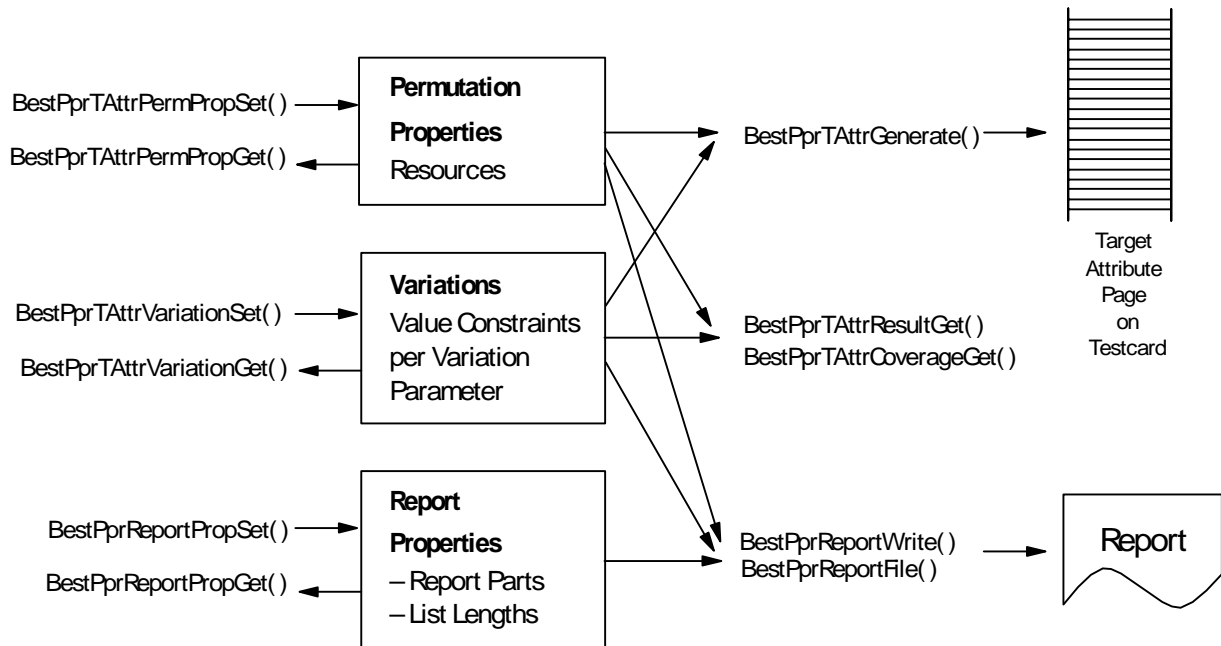 BestPprTAttrPermPropSet( )
BestPprTAttrPermPropGet( )
Permutation
Properties
Resources
BestPprTAttrGenerate( )
Target
Attribute
Page
on
Testcard
BestPprTAttrVariationSet( )
BestPprTAttrVariationGet( )
Variations
Value Constraints
per Variation
Parameter
BestPprTAttrResultGet( )
BestPprTAttrCoverageGet( )
BestPprReportPropSet( )
BestPprReportPropGet( )
Report
Properties
– Report Parts
– List Lengths
BestPprReportWrite( )
BestPprReportFile( )
Report